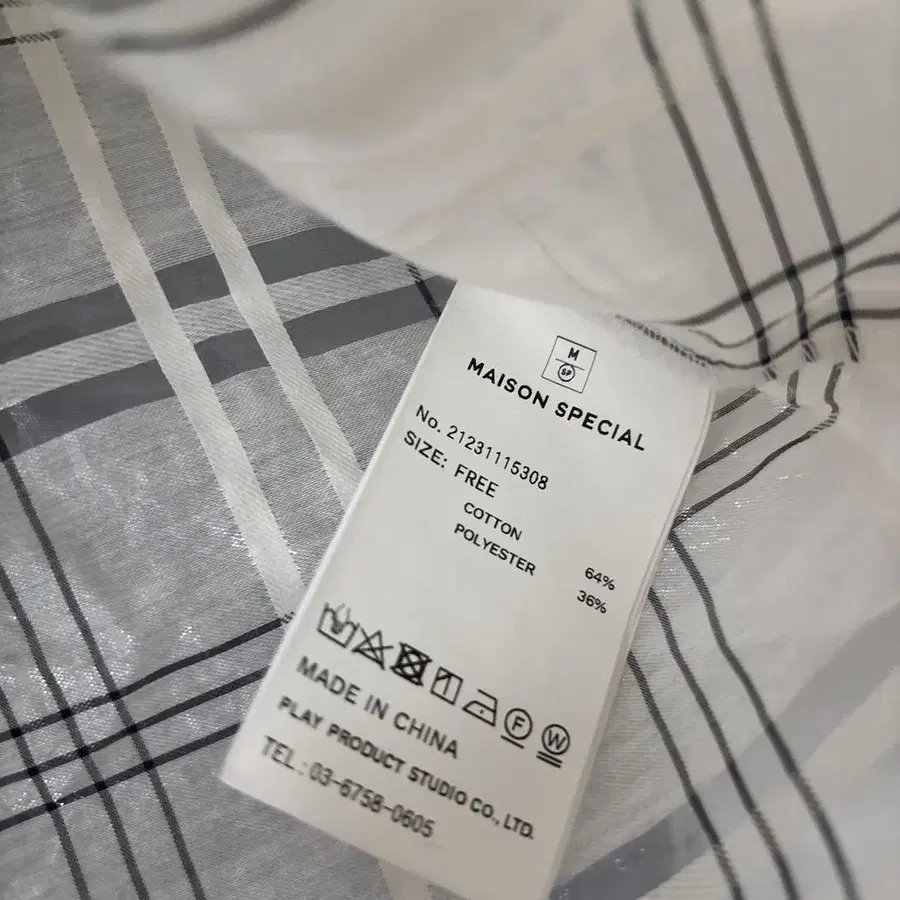 M
SP
MAISON SPECIAL
No. 21231115308
SIZE: FREE
COTTON 64%
POLYESTER 36%
F W
MADE IN CHINA
PLAY PRODUCT STUDIO CO., LTD.
TEL: 03-6758-0605